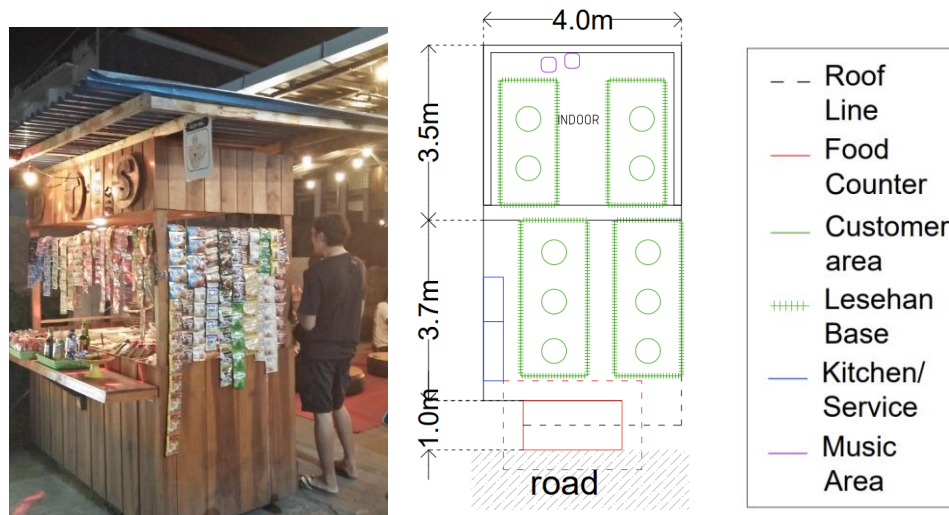 4.0m
3.5m
INDOOR
3.7m
1.0m
road
Roof
Line
Food
Counter
Customer
area
Lesehan
Base
Kitchen/
Service
Music
Area